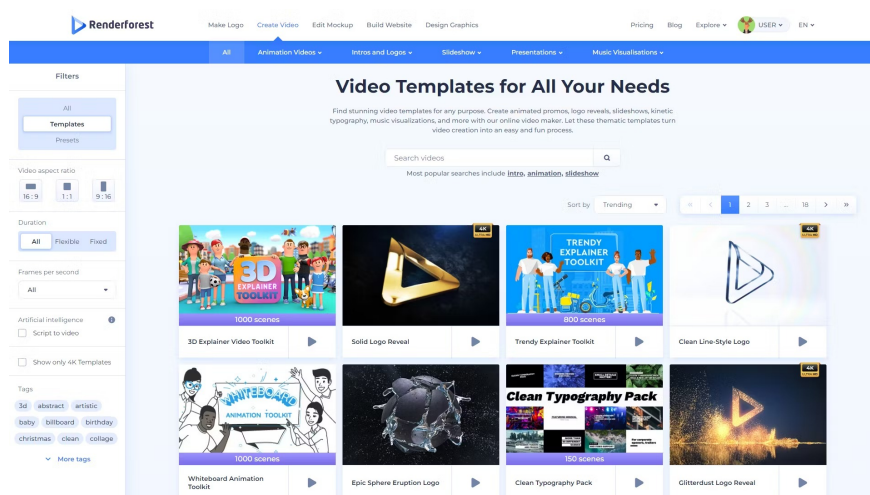 Renderforest
Make Logo Create Video Edit Mockup Build Website Design Graphics
Pricing Blog Explore USER EN
All Animation Videos Intros and Logos Slideshow Presentations Music Visualisations
Filters
All
Templates
Presets
Video aspect ratio
16:9 1:1 9:16
Duration
All Flexible Fixed
Frames per second
All
Artificial intelligence
Script to video
Show only 4K Templates
Tags
3d abstract artistic
baby billboard birthday
christmas clean collage
More tags
Video Templates for All Your Needs
Find stunning video templates for any purpose. Create animated promos, logo reveals, slideshows, kinetic
typography, music visualizations, and more with our online video maker. Let these thematic templates turn
video creation into an easy and fun process.
Search videos
Most popular searches include intro, animation, slideshow
Sort by Trending
« < 1 2 3 ... 18 > »
3D
EXPLAINER
TOOLKIT
1000 scenes
3D Explainer Video Toolkit
4K
Solid Logo Reveal
TRENDY
EXPLAINER
TOOLKIT
800 scenes
Trendy Explainer Toolkit
4K
Clean Line-Style Logo
WHITEBOARD
ANIMATION TOOLKIT
1000 scenes
Whiteboard Animation
Toolkit
Epic Sphere Eruption Logo
Clean Typography Pack
150 scenes
Clean Typography Pack
4K
Glitterdust Logo Reveal